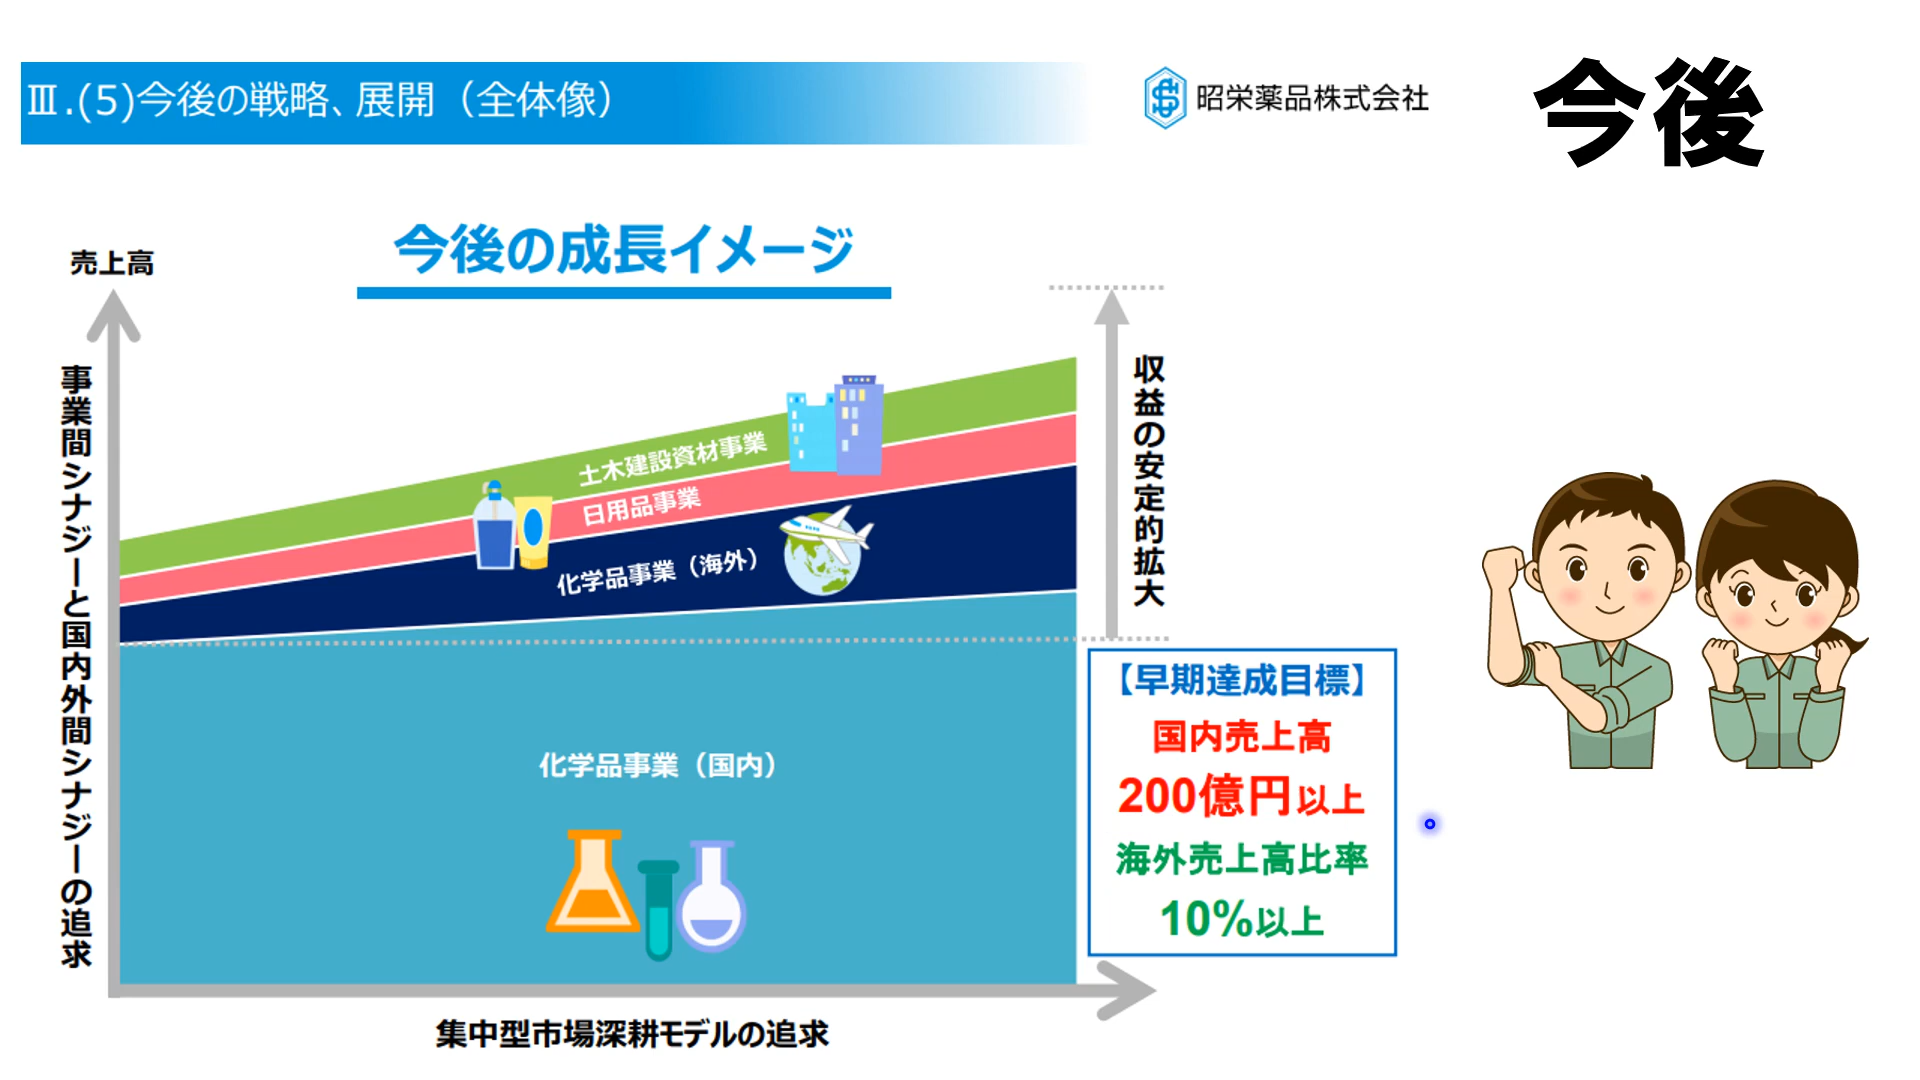 Ⅲ.(5)今後の戦略、展開（全体像）
昭栄薬品株式会社
今後
今後の成長イメージ
売上高
事業間シナジーと国内外間シナジーの追求
土木建設資材事業
日用品事業
化学品事業（海外）
化学品事業（国内）
収益の安定的拡大
【早期達成目標】
国内売上高
200億円以上
海外売上高比率
10%以上
集中型市場深耕モデルの追求